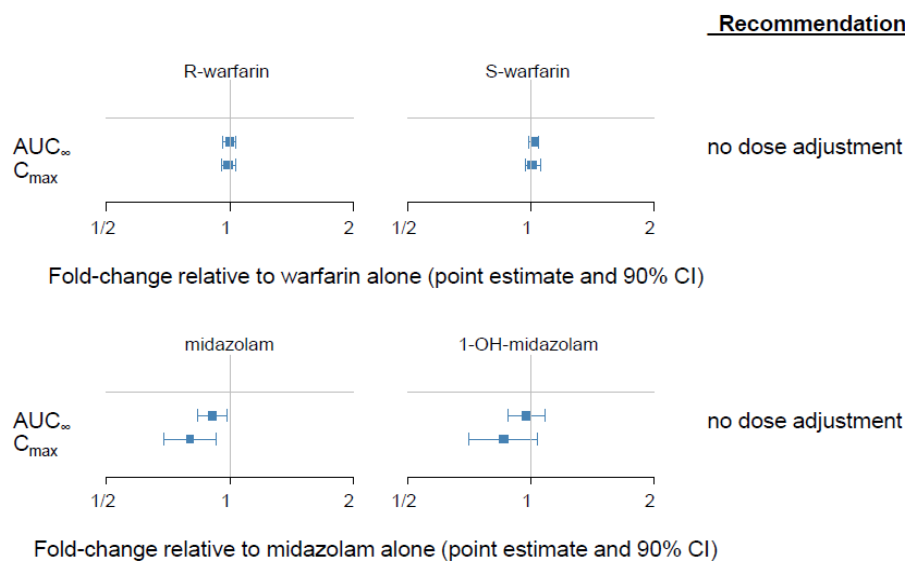 Recommendation
R-warfarin S-warfarin
AUC∞ no dose adjustment
Cmax
1/2 1 2 1/2 1 2
Fold-change relative to warfarin alone (point estimate and 90% CI)
midazolam 1-OH-midazolam
AUC∞ no dose adjustment
Cmax
1/2 1 2 1/2 1 2
Fold-change relative to midazolam alone (point estimate and 90% CI)